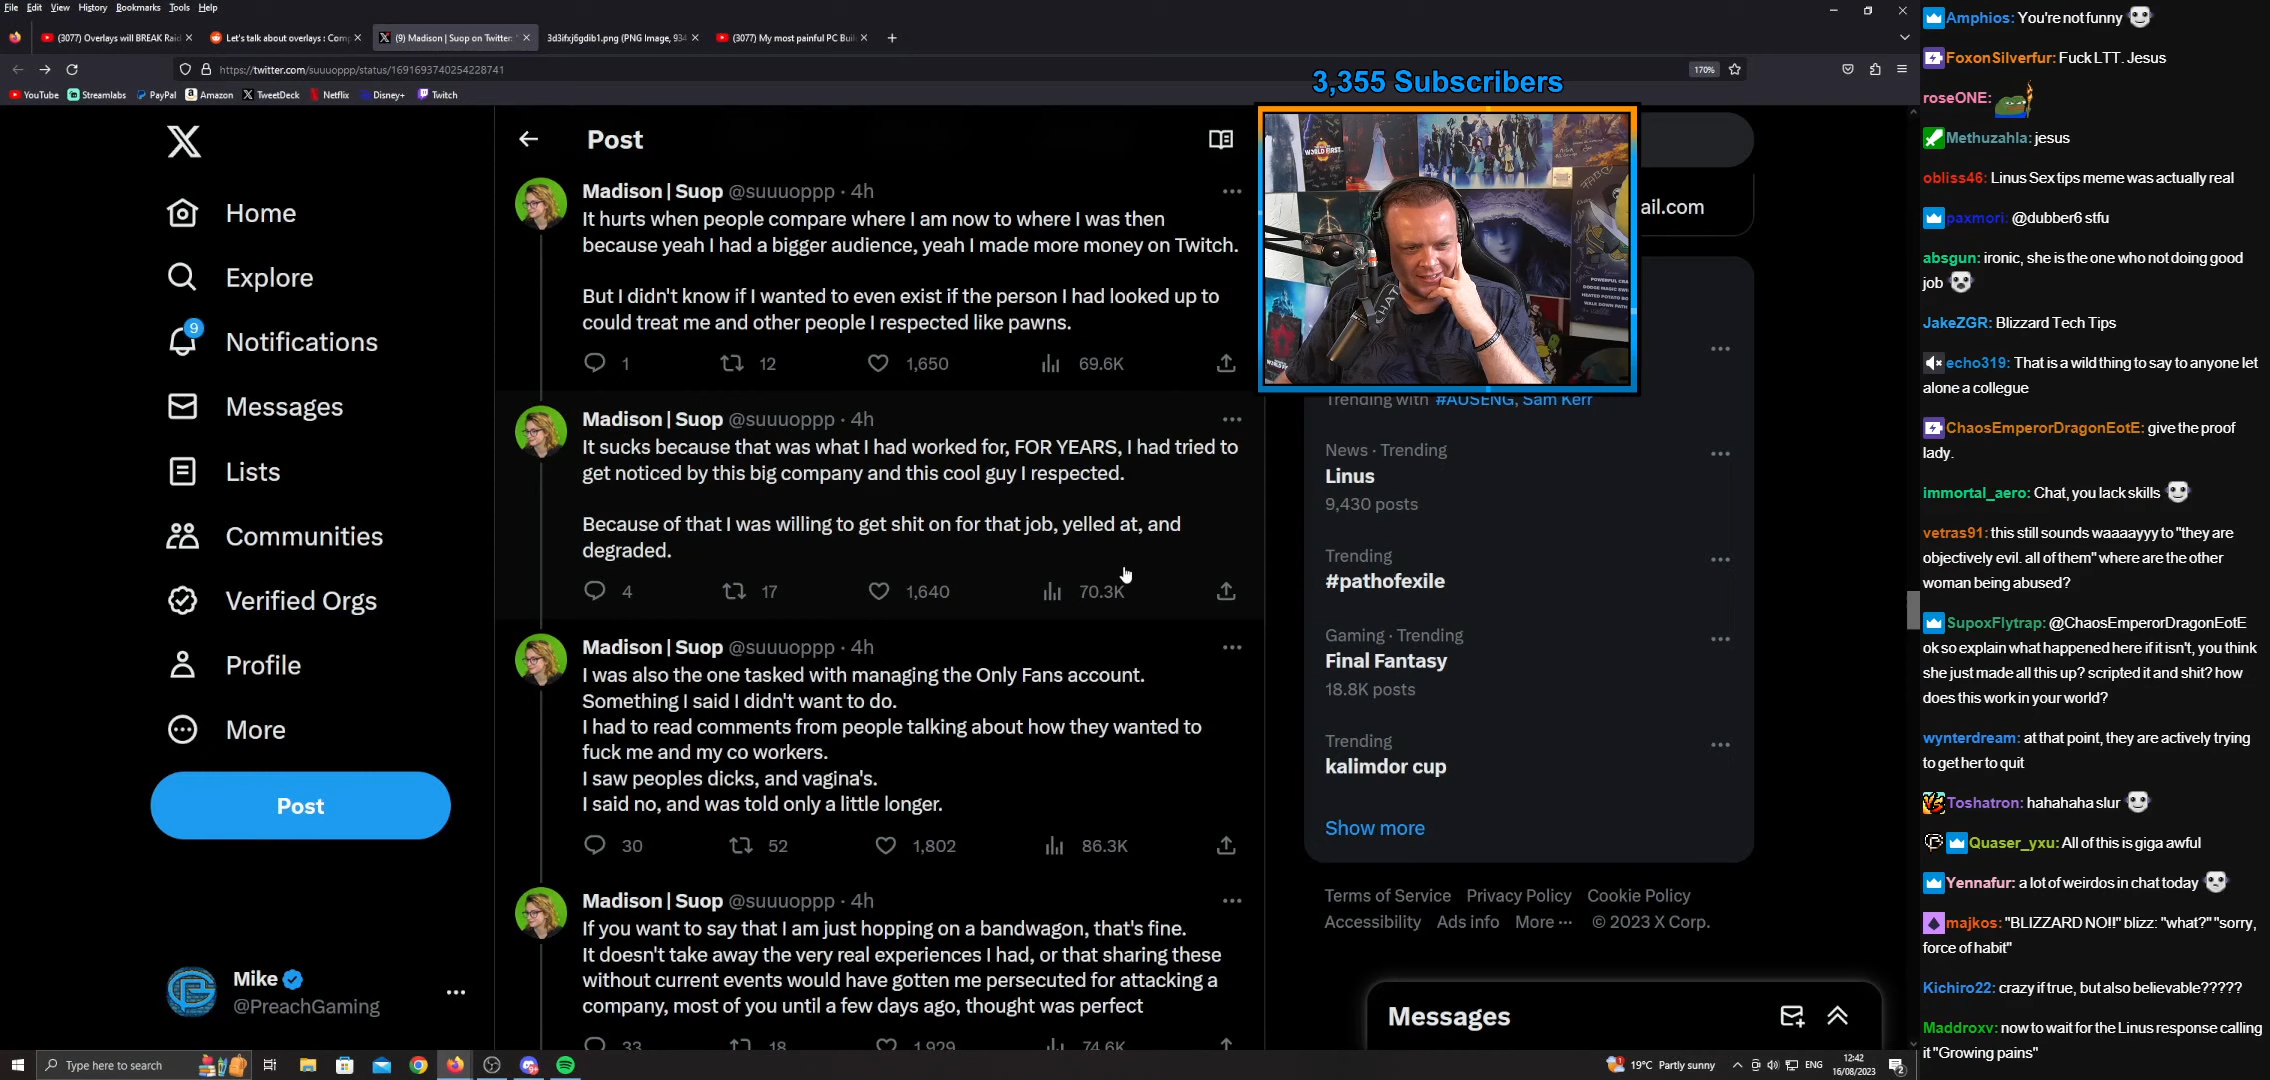 File Edit View History Bookmarks Tools Help
(3077) Overlays will BREAK Raid
Let's talk about overlays : Comp
(9) Madison | Suop on Twitter:
3d3ifxj6gdib1.png (PNG Image, 934
(3077) My most painful PC Buil
https://twitter.com/suuuoppp/status/1691693740254228741
170%
YouTube Streamlabs PayPal Amazon TweetDeck Netflix Disney+ Twitch
3,355 Subscribers
Home
Explore
9
Notifications
Messages
Lists
Communities
Verified Orgs
Profile
More
Post
Mike
@PreachGaming
Post
Madison | Suop @suuuoppp · 4h
It hurts when people compare where I am now to where I was then
because yeah I had a bigger audience, yeah I made more money on Twitch.
But I didn't know if I wanted to even exist if the person I had looked up to
could treat me and other people I respected like pawns.
1 12 1,650 69.6K
Madison | Suop @suuuoppp · 4h
It sucks because that was what I had worked for, FOR YEARS, I had tried to
get noticed by this big company and this cool guy I respected.
Because of that I was willing to get shit on for that job, yelled at, and
degraded.
4 17 1,640 70.3K
Madison | Suop @suuuoppp · 4h
I was also the one tasked with managing the Only Fans account.
Something I said I didn't want to do.
I had to read comments from people talking about how they wanted to
fuck me and my co workers.
I saw peoples dicks, and vagina's.
I said no, and was told only a little longer.
30 52 1,802 86.3K
Madison | Suop @suuuoppp · 4h
If you want to say that I am just hopping on a bandwagon, that's fine.
It doesn't take away the very real experiences I had, or that sharing these
without current events would have gotten me persecuted for attacking a
company, most of you until a few days ago, thought was perfect
33 18 1,929 74.6K
ail.com
WORLD FIRST
CHAT
Trending with #AUSENG, Sam Kerr
News · Trending
Linus
9,430 posts
Trending
#pathofexile
Gaming · Trending
Final Fantasy
18.8K posts
Trending
kalimdor cup
Show more
Terms of Service Privacy Policy Cookie Policy
Accessibility Ads info More ··· © 2023 X Corp.
Messages
Amphios: You're not funny
FoxonSilverfur: Fuck LTT. Jesus
roseONE:
Methuzahla: jesus
obliss46: Linus Sex tips meme was actually real
paxmori: @dubber6 stfu
absgun: ironic, she is the one who not doing good
job
JakeZGR: Blizzard Tech Tips
echo319: That is a wild thing to say to anyone let
alone a collegue
ChaosEmperorDragonEotE: give the proof
lady.
immortal_aero: Chat, you lack skills
vetras91: this still sounds waaaayyy to "they are
objectively evil. all of them" where are the other
woman being abused?
SupoxFlytrap: @ChaosEmperorDragonEotE
ok so explain what happened here if it isn't, you think
she just made all this up? scripted it and shit? how
does this work in your world?
wynterdream: at that point, they are actively trying
to get her to quit
Toshatron: hahahaha slur
Quaser_yxu: All of this is giga awful
Yennafur: a lot of weirdos in chat today
majkos: "BLIZZARD NO!!" blizz: "what?" "sorry,
force of habit"
Kichiro22: crazy if true, but also believable?????
Maddroxv: now to wait for the Linus response calling
it "Growing pains"
Type here to search
19°C Partly sunny
ENG
12:42
16/08/2023
2